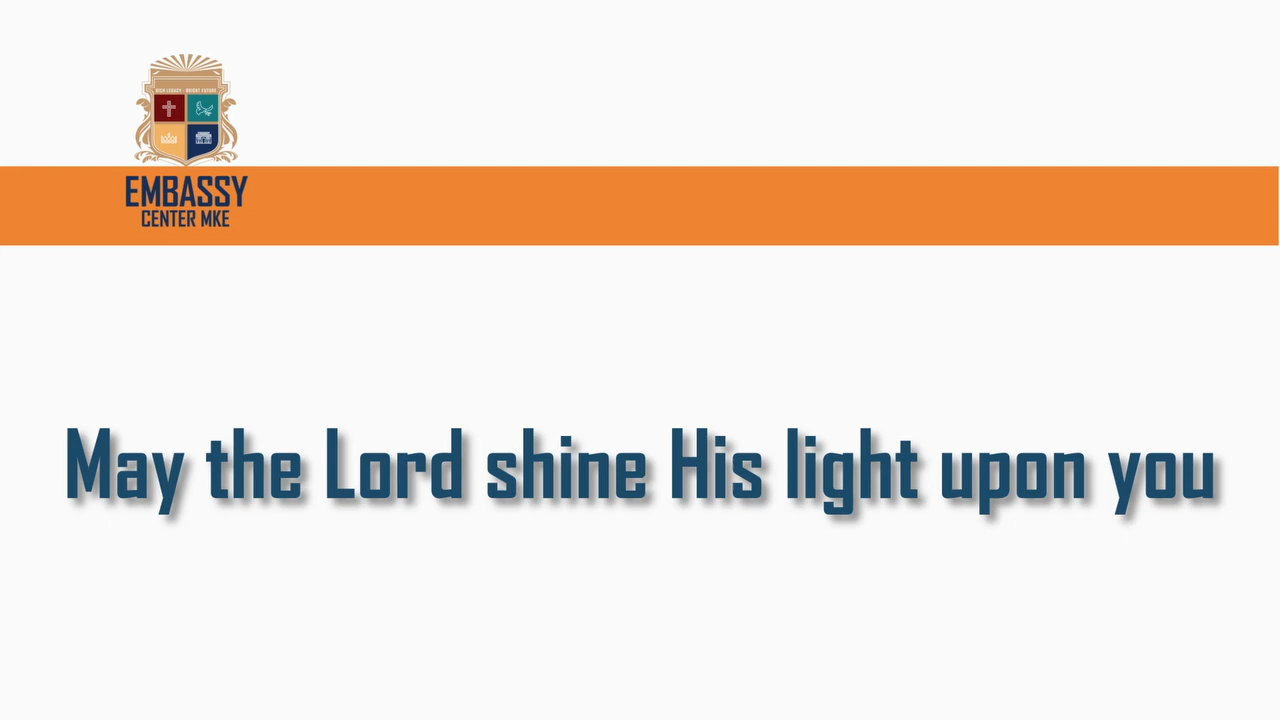 RICH LEGACY - BRIGHT FUTURE
EMBASSY
CENTER MKE
May the Lord shine His light upon you